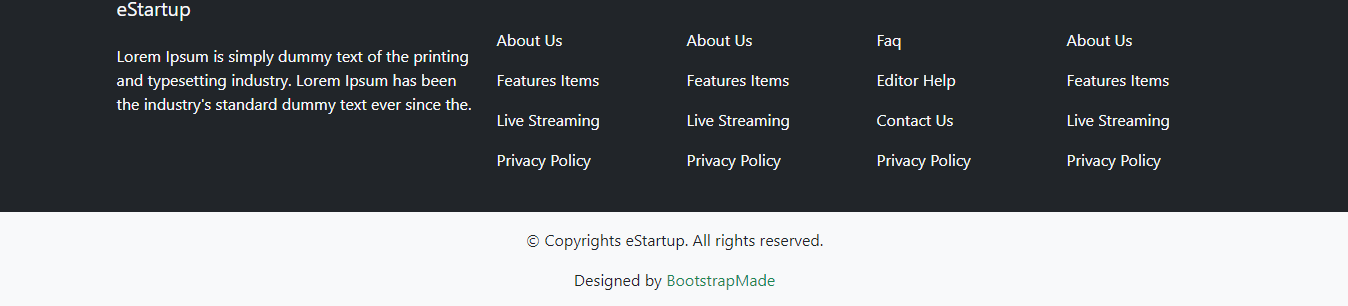 eStartup
Lorem Ipsum is simply dummy text of the printing
and typesetting industry. Lorem Ipsum has been
the industry's standard dummy text ever since the.
About Us
Features Items
Live Streaming
Privacy Policy
About Us
Features Items
Live Streaming
Privacy Policy
Faq
Editor Help
Contact Us
Privacy Policy
About Us
Features Items
Live Streaming
Privacy Policy
© Copyrights eStartup. All rights reserved.
Designed by BootstrapMade